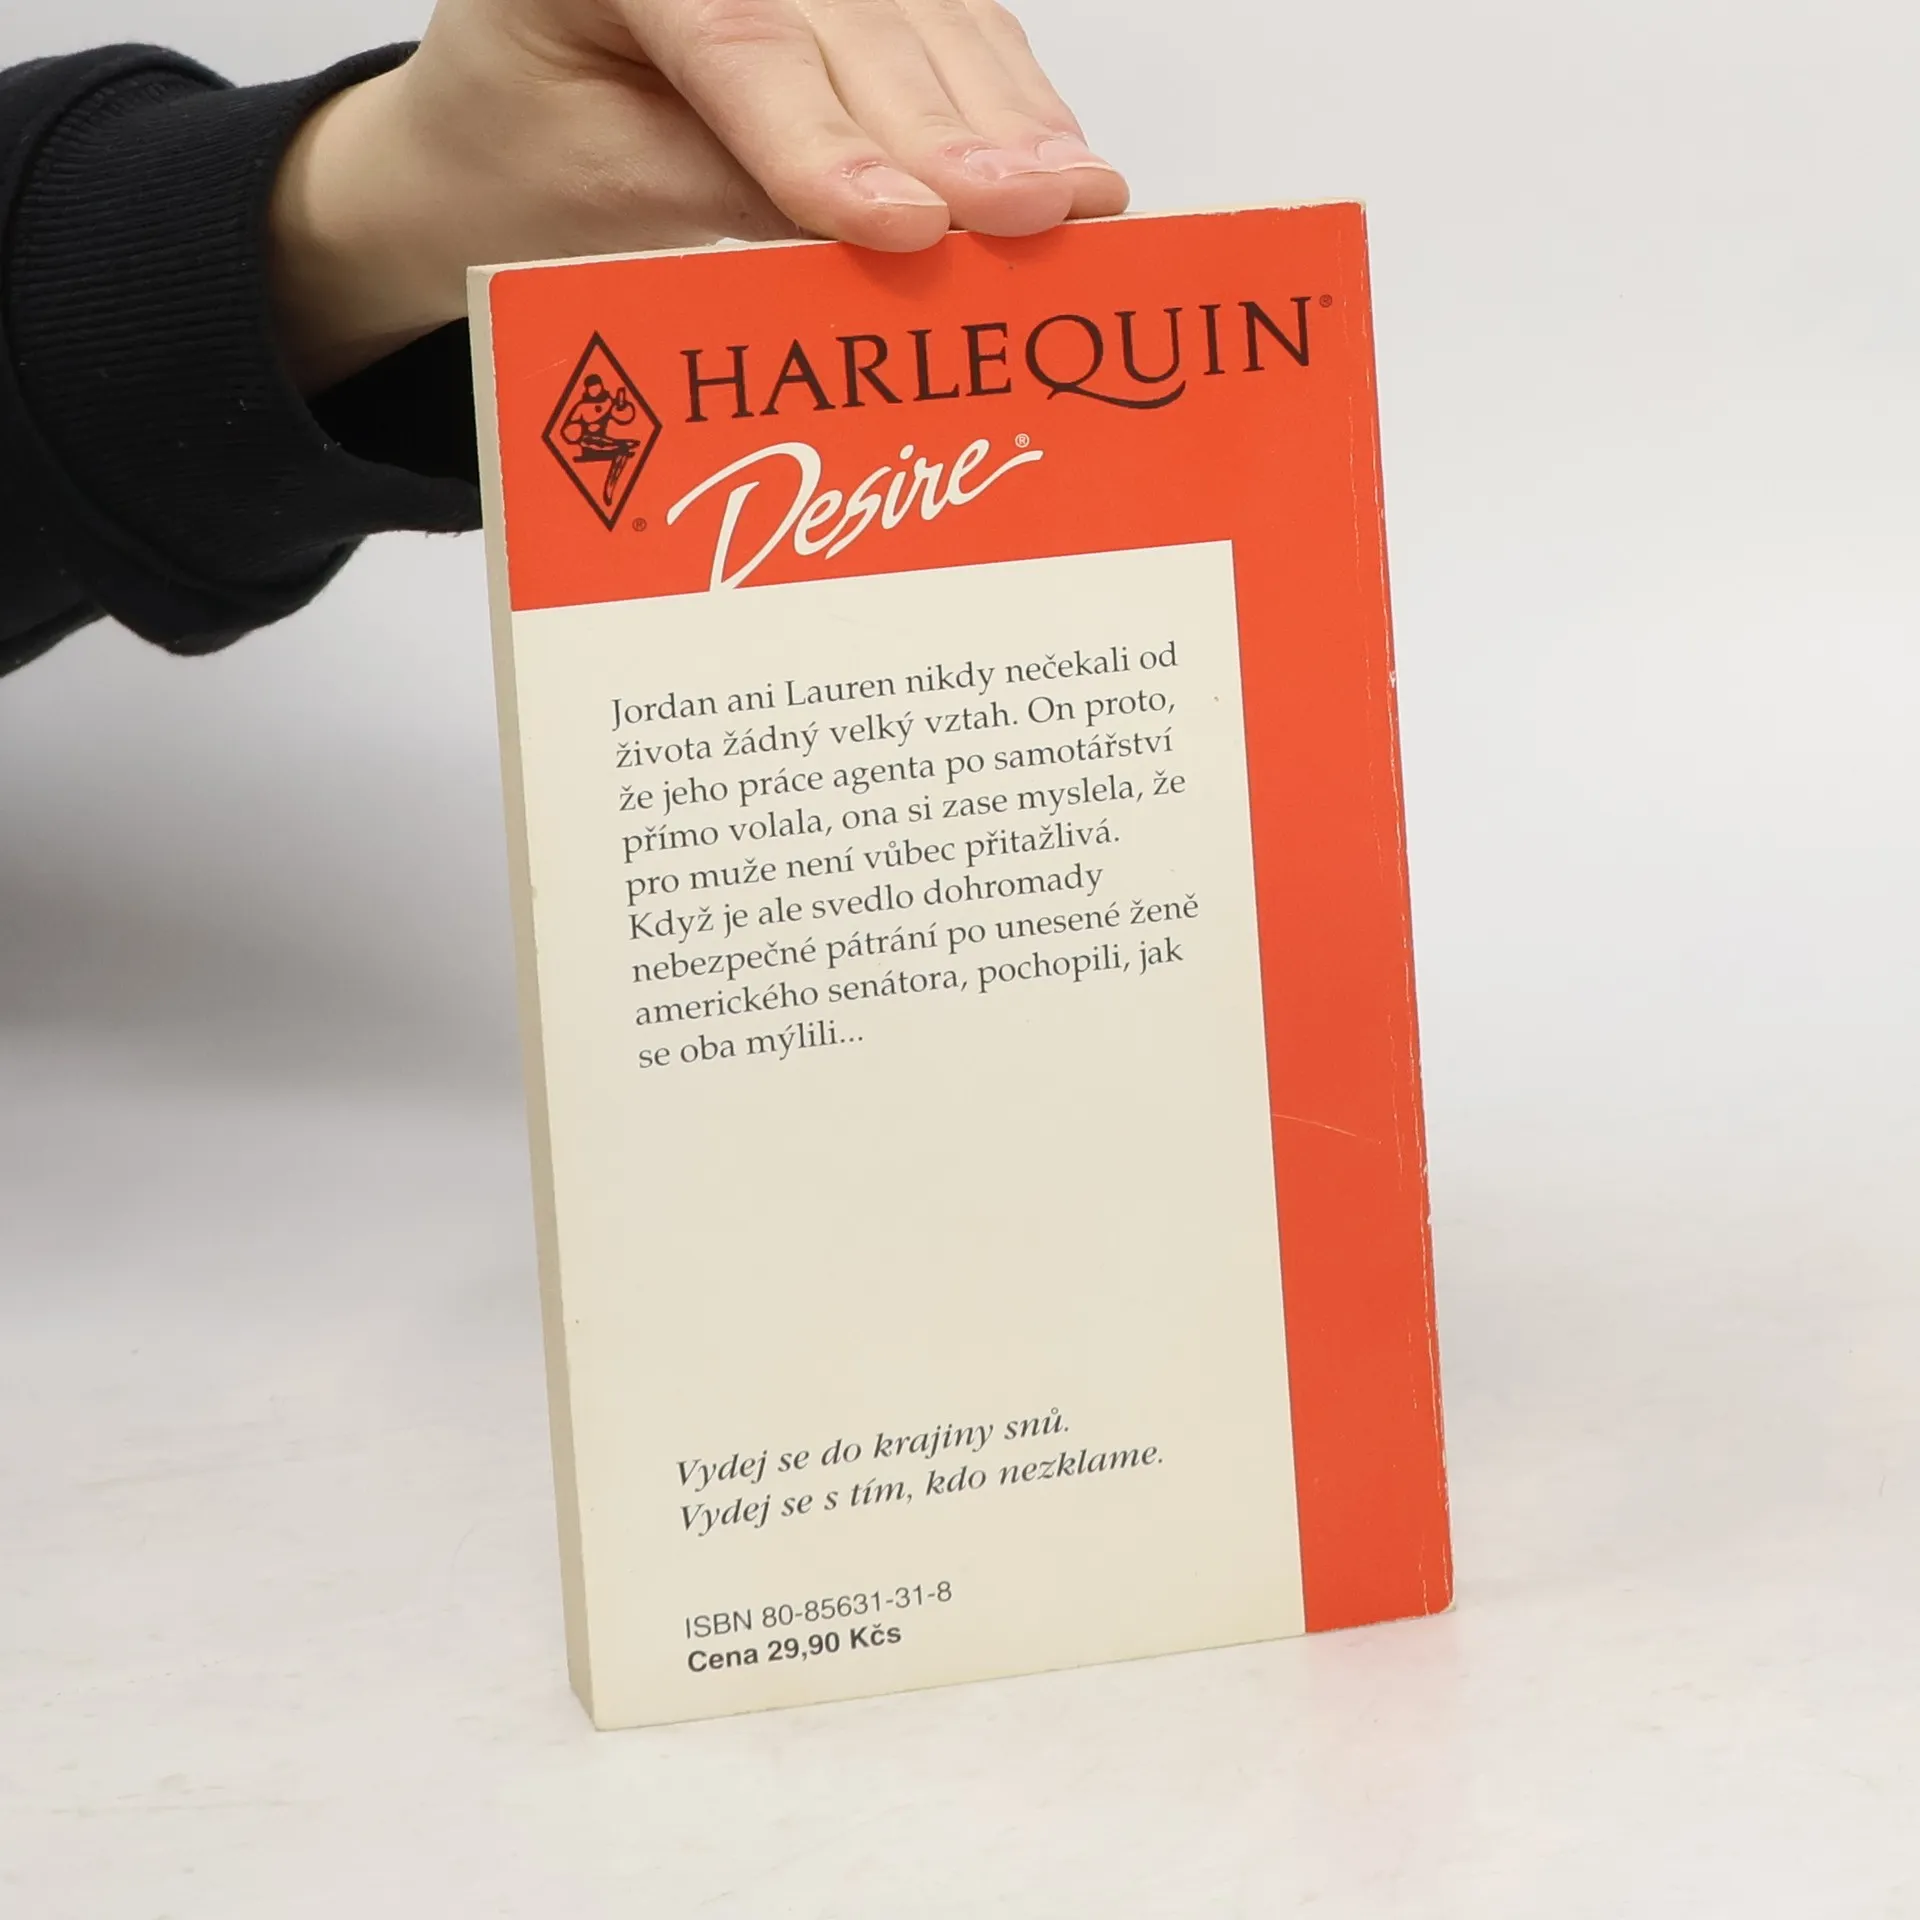 HARLEQUIN®
Desire®
®
Jordan ani Lauren nikdy nečekali od
života žádný velký vztah. On proto,
že jeho práce agenta po samotářství
přímo volala, ona si zase myslela, že
pro muže není vůbec přitažlivá.
Když je ale svedlo dohromady
nebezpečné pátrání po unesené ženě
amerického senátora, pochopili, jak
se oba mýlili...
Vydej se do krajiny snů.
Vydej se s tím, kdo nezklame.
ISBN 80-85631-31-8
Cena 29,90 Kčs